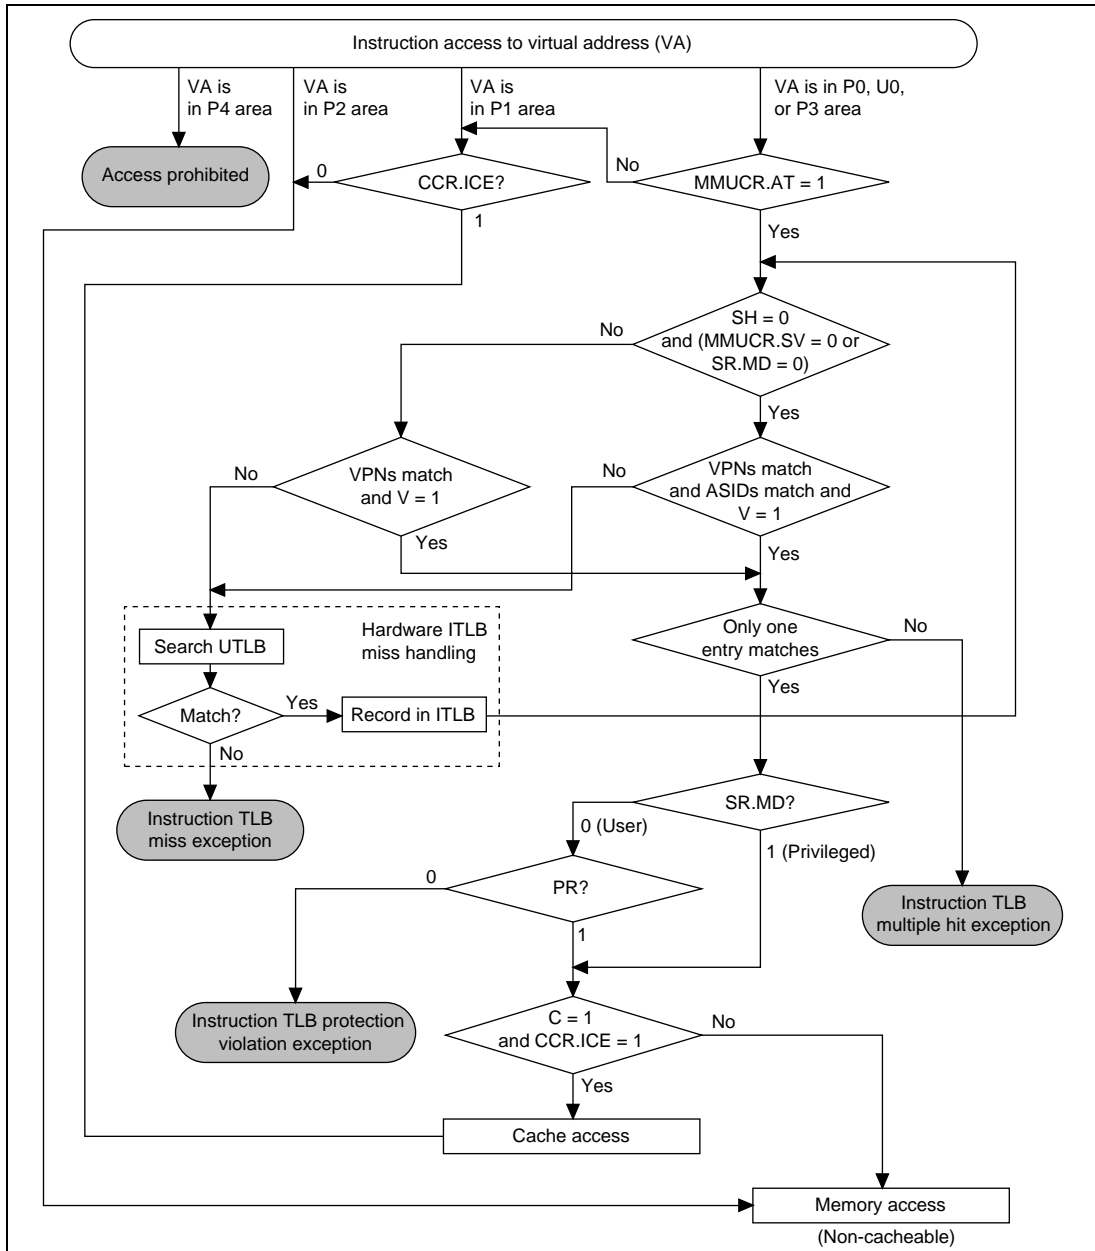 Instruction access to virtual address (VA)
VA is
in P4 area
VA is
in P2 area
VA is
in P1 area
VA is in P0, U0,
or P3 area
Access prohibited
0
CCR.ICE?
1
No
MMUCR.AT = 1
Yes
No
SH = 0
and (MMUCR.SV = 0 or
SR.MD = 0)
Yes
No
VPNs match
and V = 1
Yes
No
VPNs match
and ASIDs match and
V = 1
Yes
Hardware ITLB
miss handling
Search UTLB
Only one
entry matches
No
Yes
Match?
Yes
Record in ITLB
No
Instruction TLB
miss exception
SR.MD?
0 (User)
1 (Privileged)
0
PR?
1
Instruction TLB
multiple hit exception
Instruction TLB protection
violation exception
C = 1
and CCR.ICE = 1
No
Yes
Cache access
Memory access
(Non-cacheable)